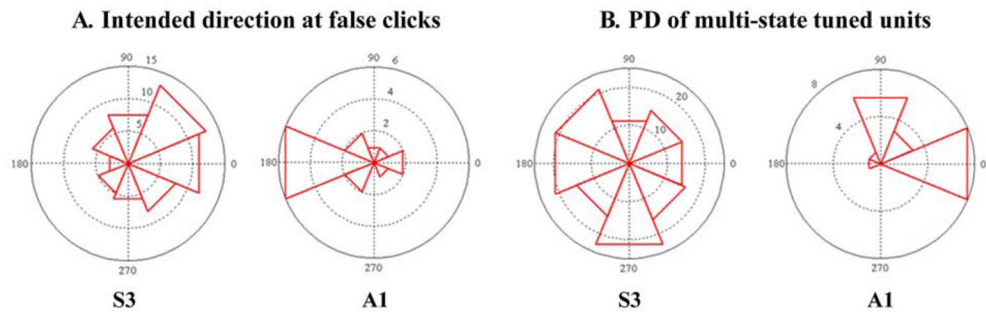 A. Intended direction at false clicks
B. PD of multi-state tuned units
90 15 10 5 180 0 270
90 6 4 2 180 0 270
90 20 10 180 0 270
90 8 4 180 0 270
S3 A1 S3 A1